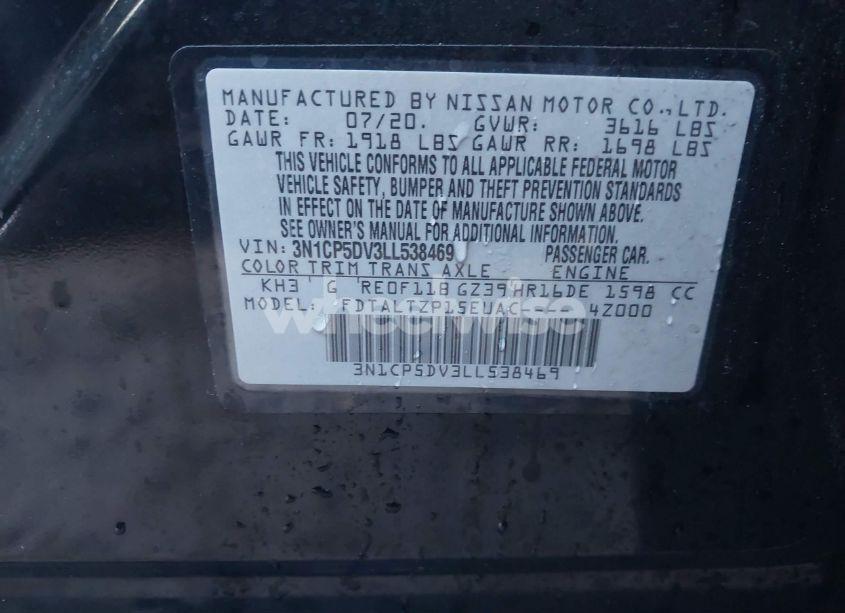 MANUFACTURED BY NISSAN MOTOR CO.,LTD.
DATE: 07/20. GVWR: 3616 LBS
GAWR FR: 1918 LBS GAWR RR: 1698 LBS
THIS VEHICLE CONFORMS TO ALL APPLICABLE FEDERAL MOTOR
VEHICLE SAFETY, BUMPER AND THEFT PREVENTION STANDARDS
IN EFFECT ON THE DATE OF MANUFACTURE SHOWN ABOVE.
SEE OWNER'S MANUAL FOR ADDITIONAL INFORMATION.
VIN: 3N1CP5DV3LL538469 PASSENGER CAR.
COLOR TRIM TRANS AXLE ENGINE
KH3 G RE0F11B GZ39 HR16DE 1598 CC
MODEL: FDTALTZP15EUAC---- 4Z000
wheelwise
3N1CP5DV3LL538469